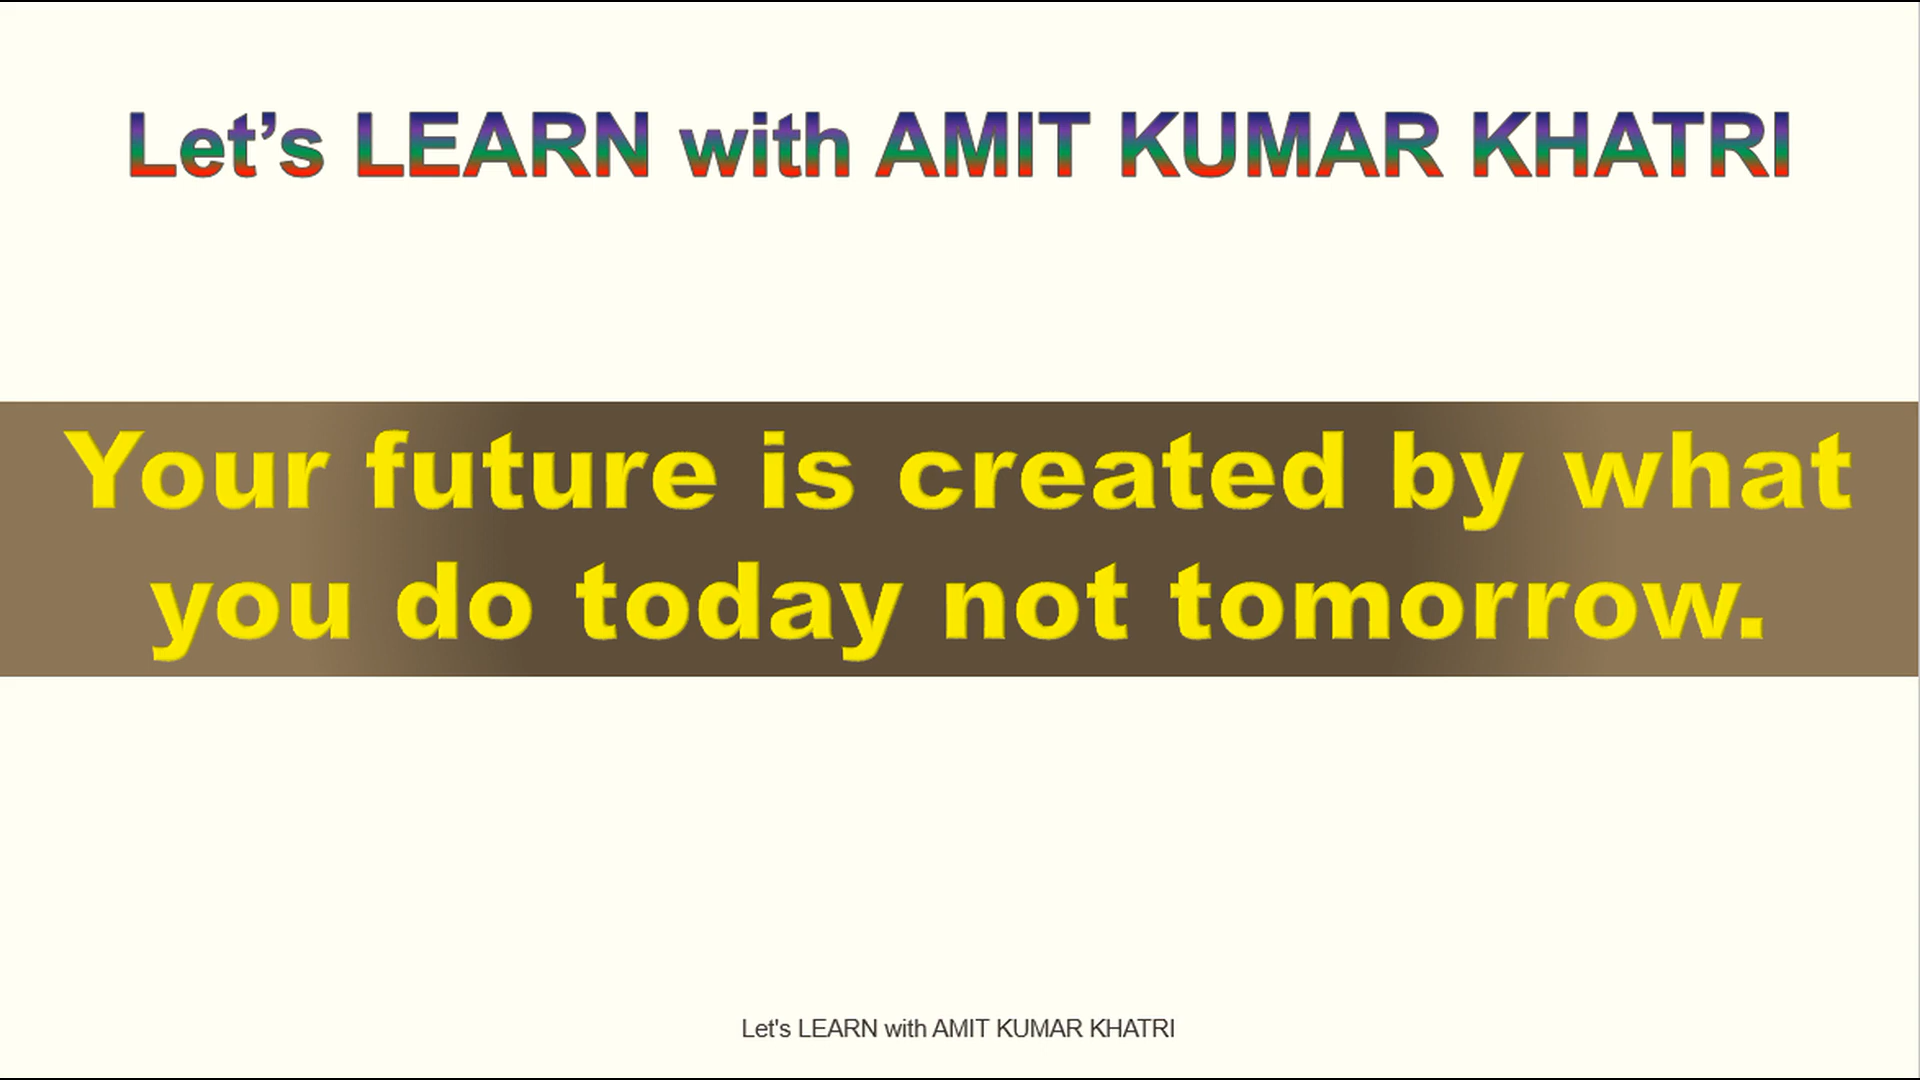 Let’s LEARN with AMIT KUMAR KHATRI
Your future is created by what
you do today not tomorrow.
Let's LEARN with AMIT KUMAR KHATRI